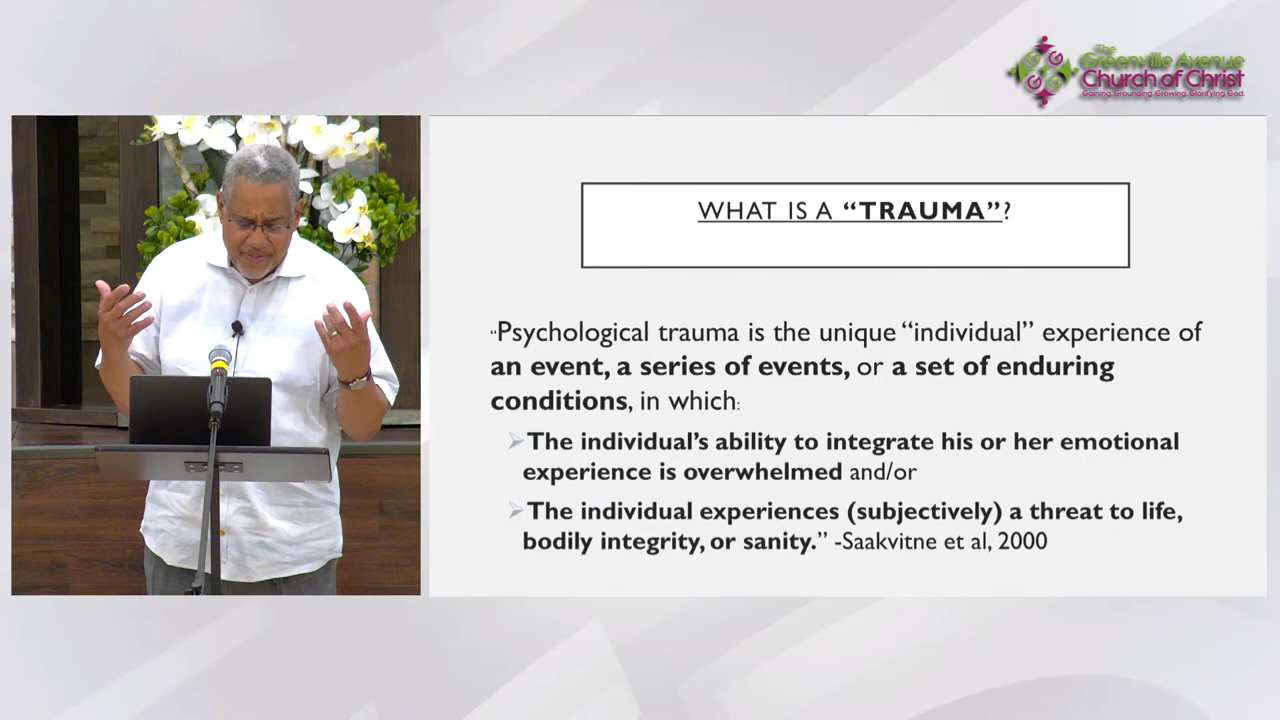 The
Greenville Avenue
Church of Christ
Gaining. Grounding. Growing. Glorifying God.
WHAT IS A “TRAUMA”?
“Psychological trauma is the unique “individual” experience of
an event, a series of events, or a set of enduring
conditions, in which:
➢The individual’s ability to integrate his or her emotional
experience is overwhelmed and/or
➢The individual experiences (subjectively) a threat to life,
bodily integrity, or sanity.” -Saakvitne et al, 2000